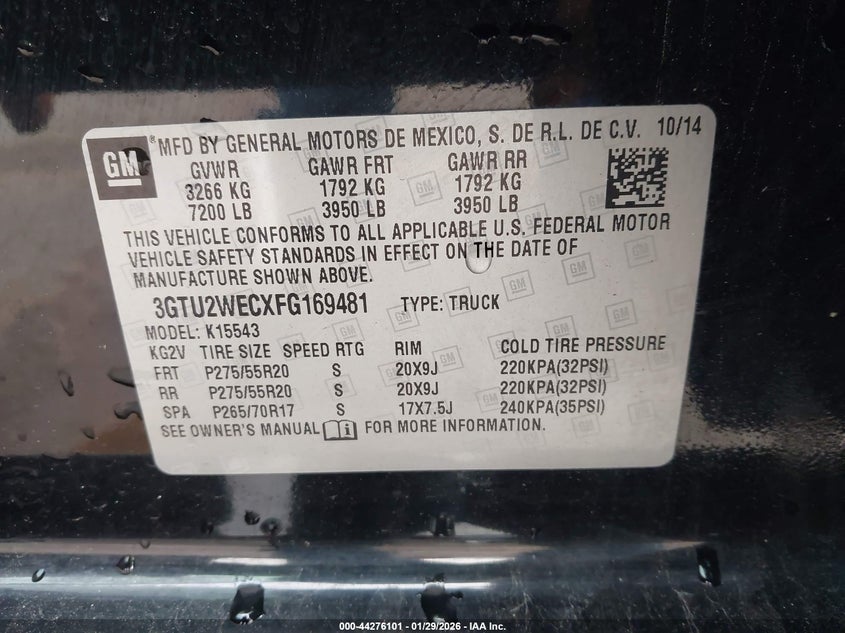 GM
® MFD BY GENERAL MOTORS DE MEXICO, S. DE R.L. DE C.V. 10/14
GVWR GAWR FRT GAWR RR
3266 KG 1792 KG 1792 KG
7200 LB 3950 LB 3950 LB
THIS VEHICLE CONFORMS TO ALL APPLICABLE U.S. FEDERAL MOTOR
VEHICLE SAFETY STANDARDS IN EFFECT ON THE DATE OF
MANUFACTURE SHOWN ABOVE.
3GTU2WECXFG169481 TYPE: TRUCK
MODEL: K15543
KG2V TIRE SIZE SPEED RTG RIM COLD TIRE PRESSURE
FRT P275/55R20 S 20X9J 220KPA(32PSI)
RR P275/55R20 S 20X9J 220KPA(32PSI)
SPA P265/70R17 S 17X7.5J 240KPA(35PSI)
SEE OWNER'S MANUAL FOR MORE INFORMATION.
000-44276101 - 01/29/2026 - IAA Inc.